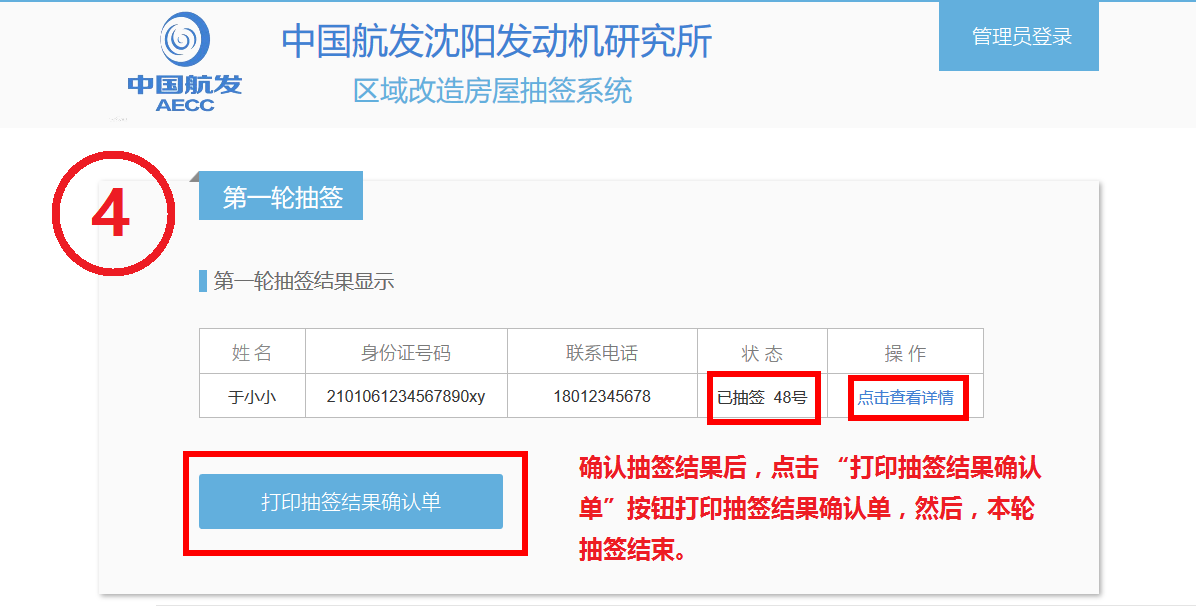 中国航发
AECC
中国航发沈阳发动机研究所
区域改造房屋抽签系统
管理员登录
4
第一轮抽签
第一轮抽签结果显示
姓 名 身份证号码 联系电话 状 态 操 作
于小小 2101061234567890xy 18012345678 已抽签 48号 点击查看详情
打印抽签结果确认单
确认抽签结果后，点击 “打印抽签结果确认
单”按钮打印抽签结果确认单，然后，本轮
抽签结束。